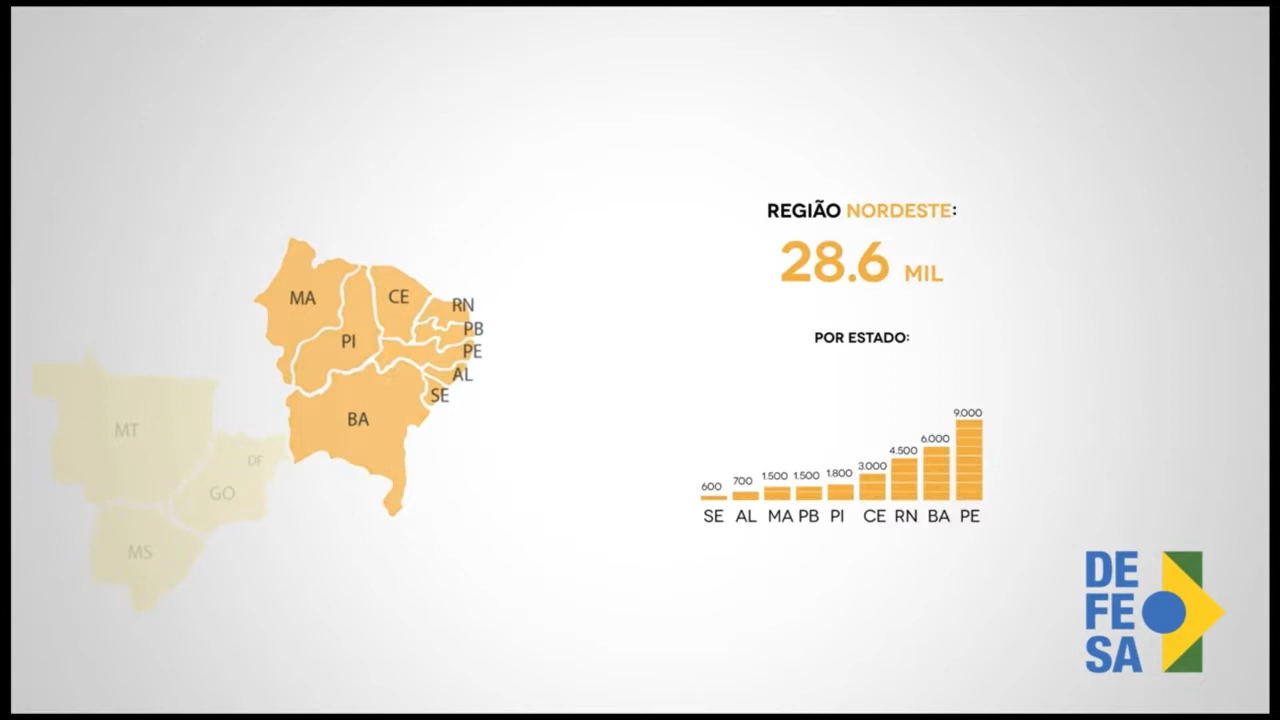 REGIÃO NORDESTE:
28.6 MIL
POR ESTADO:
MA
CE
RN
PB
PE
AL
SE
PI
BA
MT
DF
GO
MS
600 700 1.500 1.500 1.800 3.000 4.500 6.000 9.000
SE AL MA PB PI CE RN BA PE
DE
FE
SA